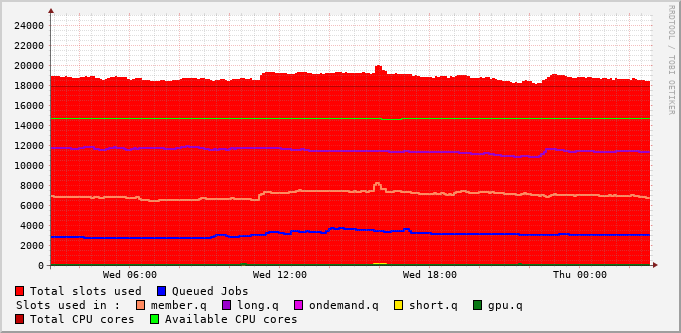 RRDTOOL / TOBI OETIKER
24000
22000
20000
18000
16000
14000
12000
10000
8000
6000
4000
2000
0
Wed 06:00 Wed 12:00 Wed 18:00 Thu 00:00
Total slots used Queued Jobs
Slots used in : member.q long.q ondemand.q short.q gpu.q
Total CPU cores Available CPU cores